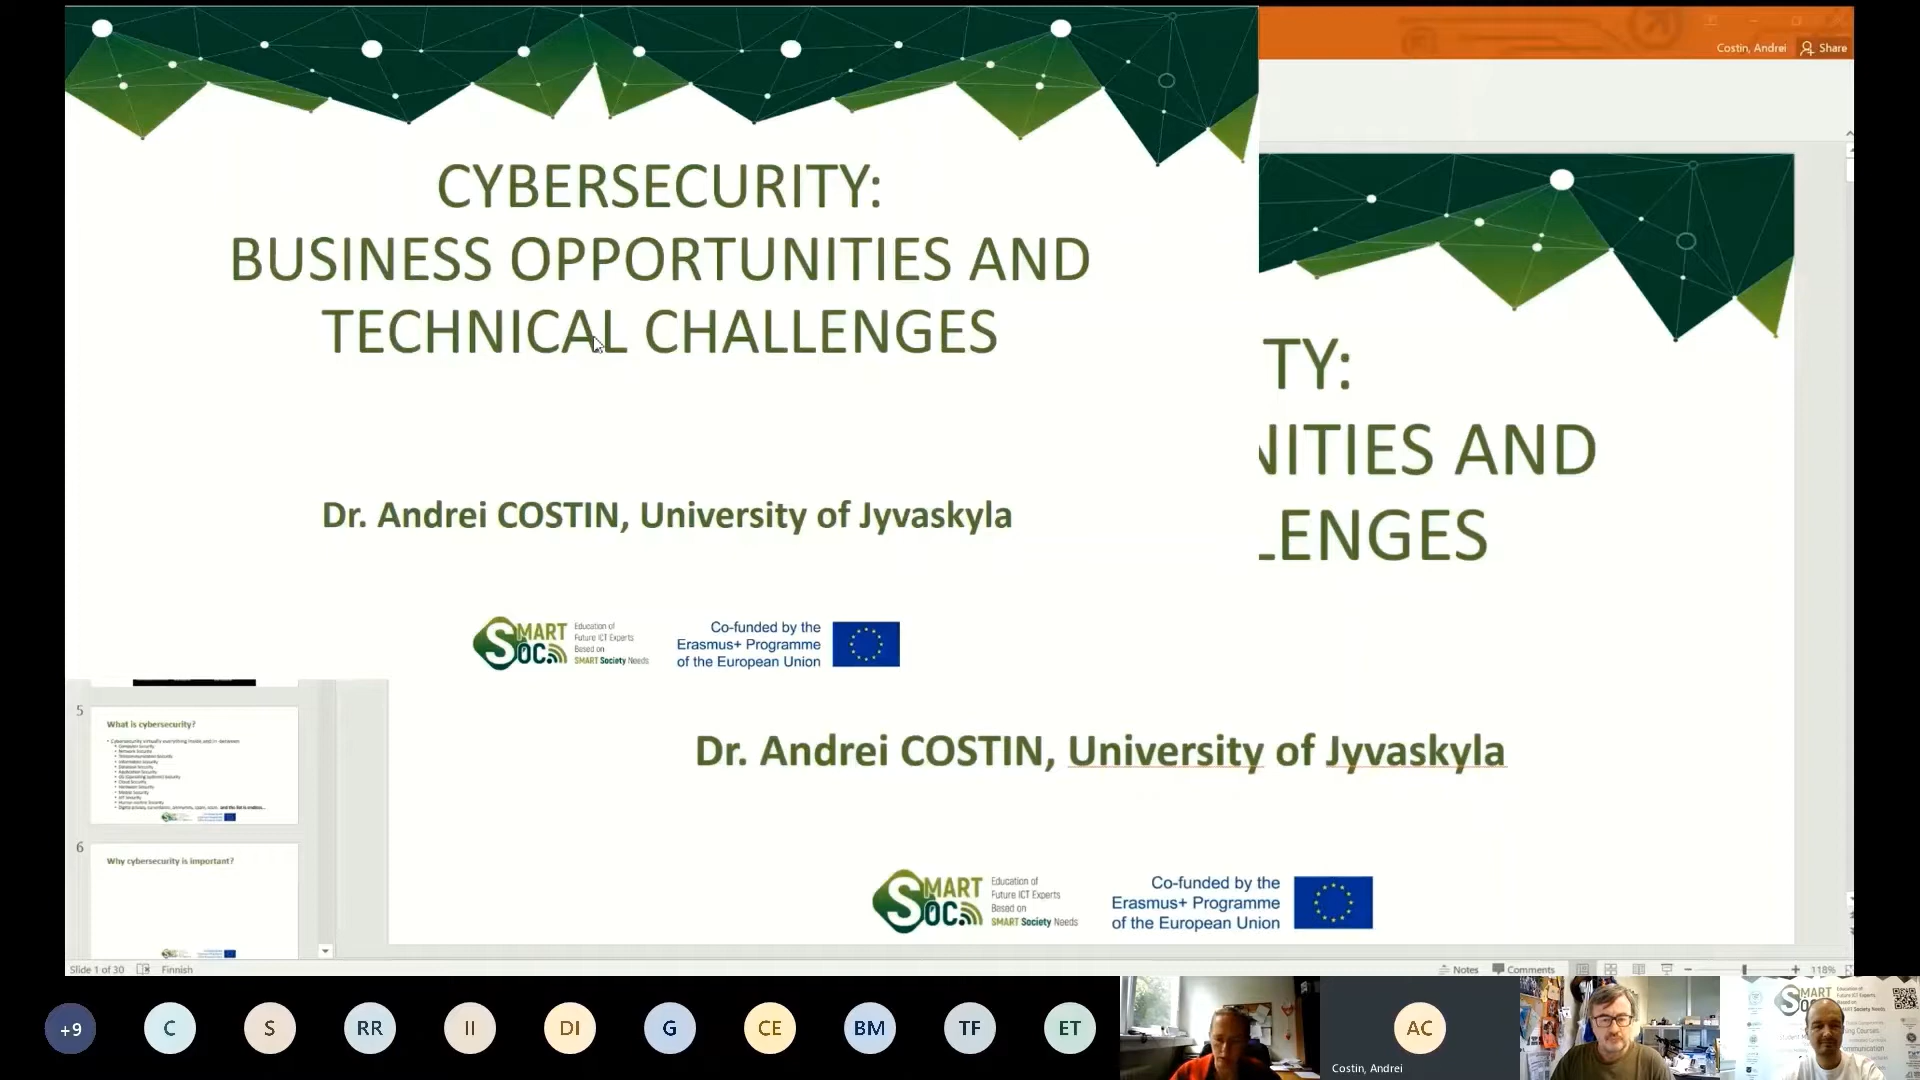 Costin, Andrei
Share
CYBERSECURITY:
BUSINESS OPPORTUNITIES AND
TECHNICAL CHALLENGES
TY:
NITIES AND
LENGES
Dr. Andrei COSTIN, University of Jyvaskyla
SMART SOC
Education of
Future ICT Experts
Based on
SMART Society Needs
Co-funded by the
Erasmus+ Programme
of the European Union
5
What is cybersecurity?
6
Why cybersecurity is important?
Dr. Andrei COSTIN, University of Jyvaskyla
SMART SOC
Education of
Future ICT Experts
Based on
SMART Society Needs
Co-funded by the
Erasmus+ Programme
of the European Union
Slide 1 of 30
Finnish
Notes
Comments
118%
+9
C
S
RR
II
DI
G
CE
BM
TF
ET
AC
Costin, Andrei